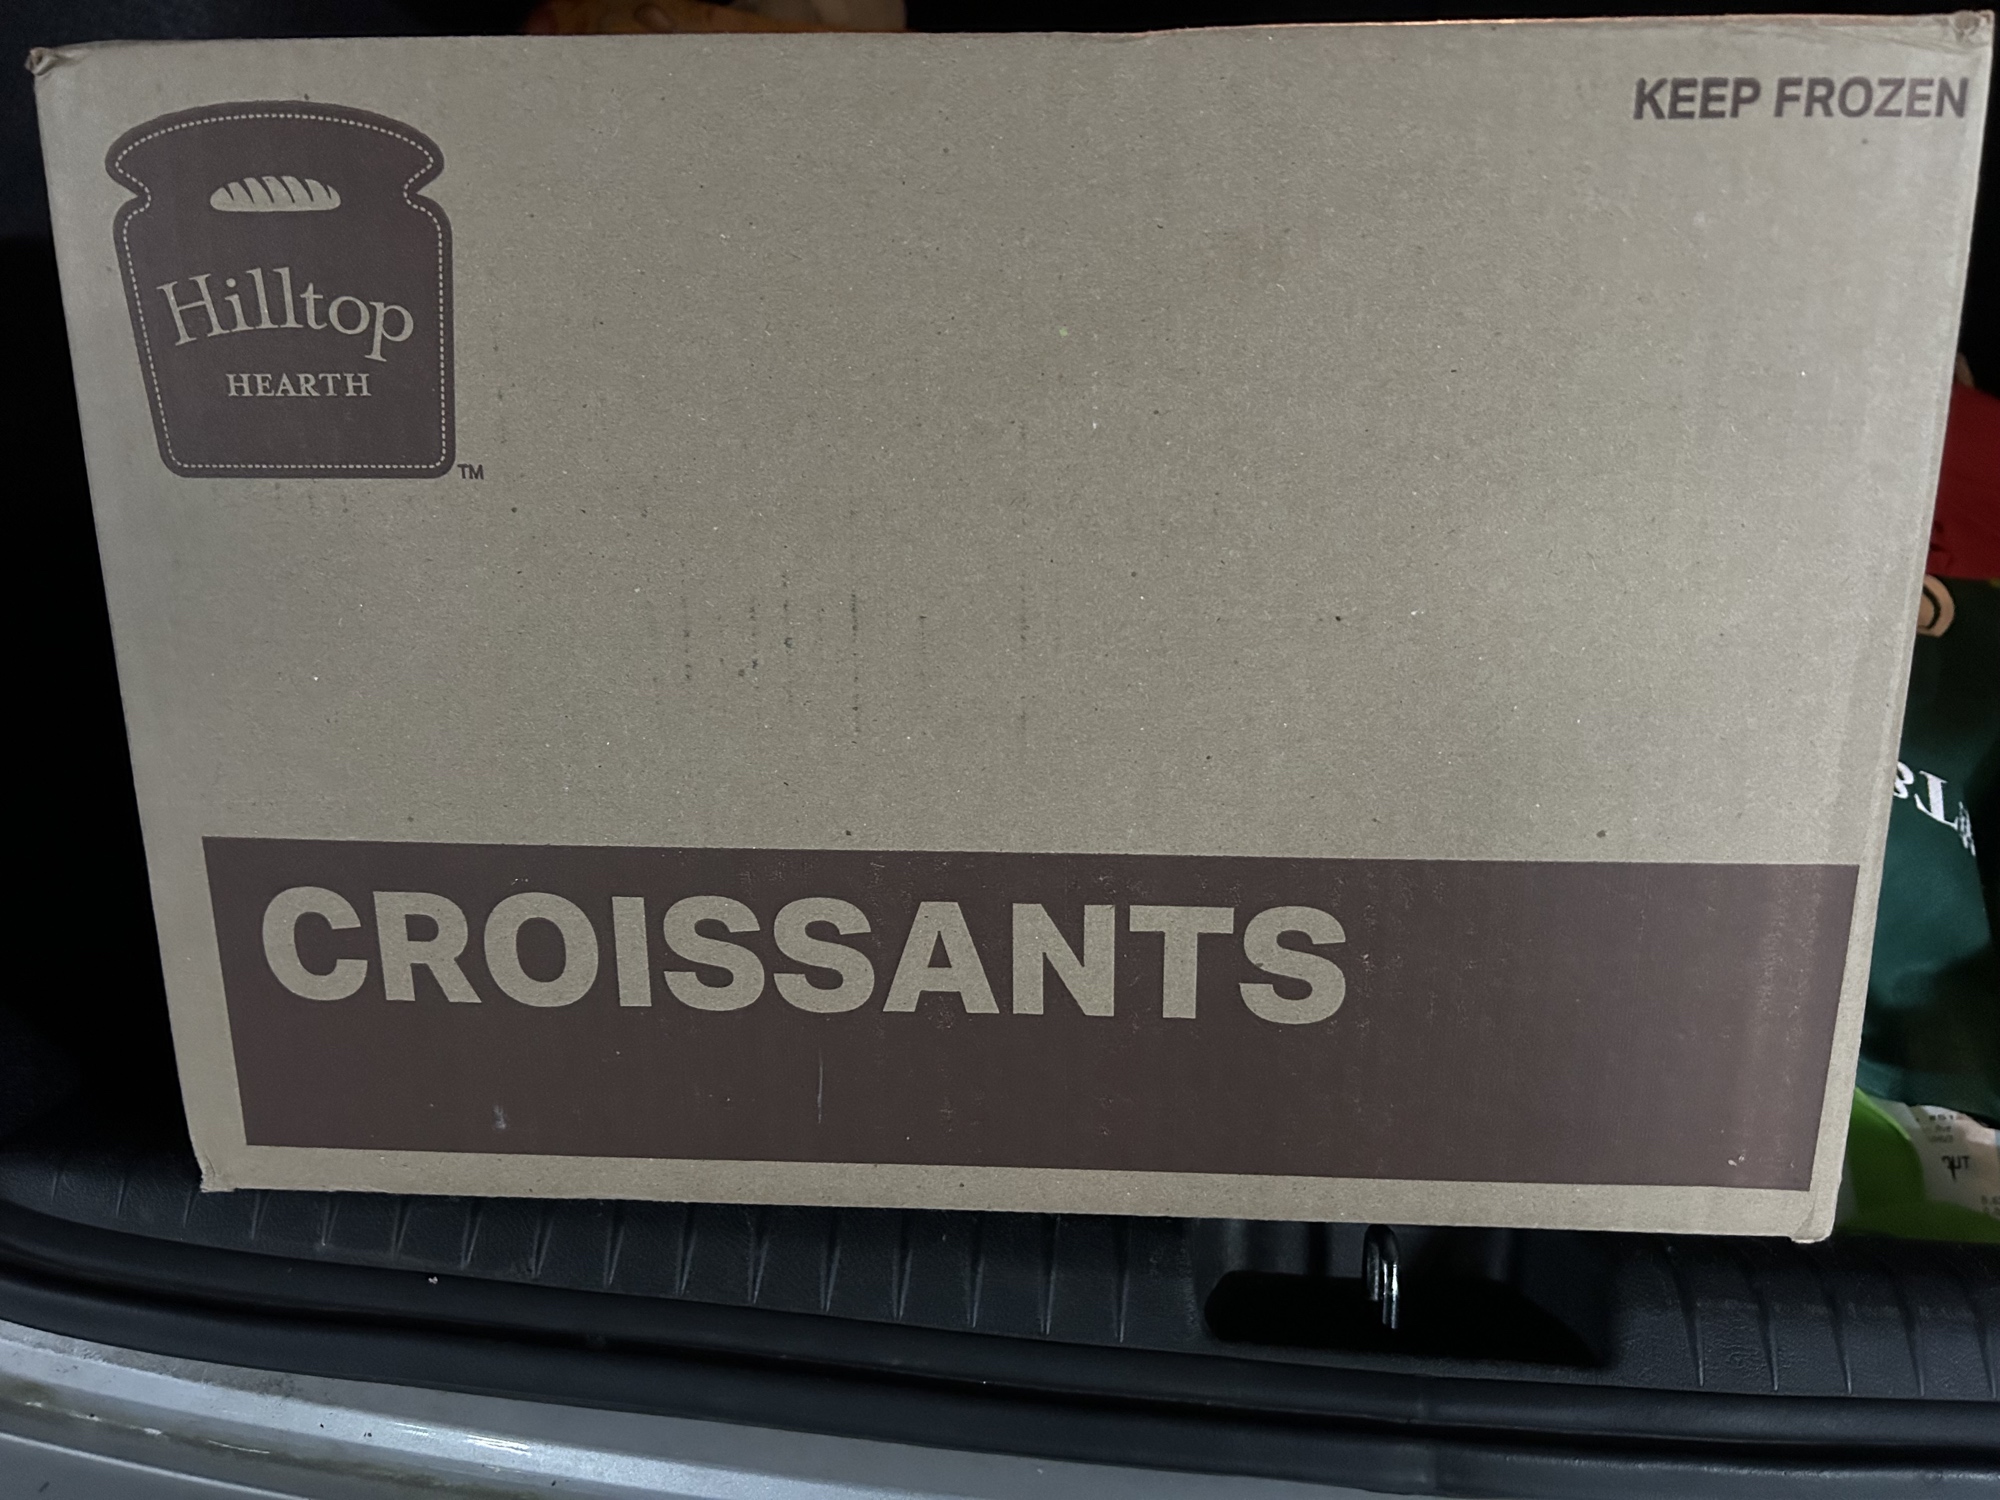 KEEP FROZEN
Hilltop
HEARTH
TM
CROISSANTS